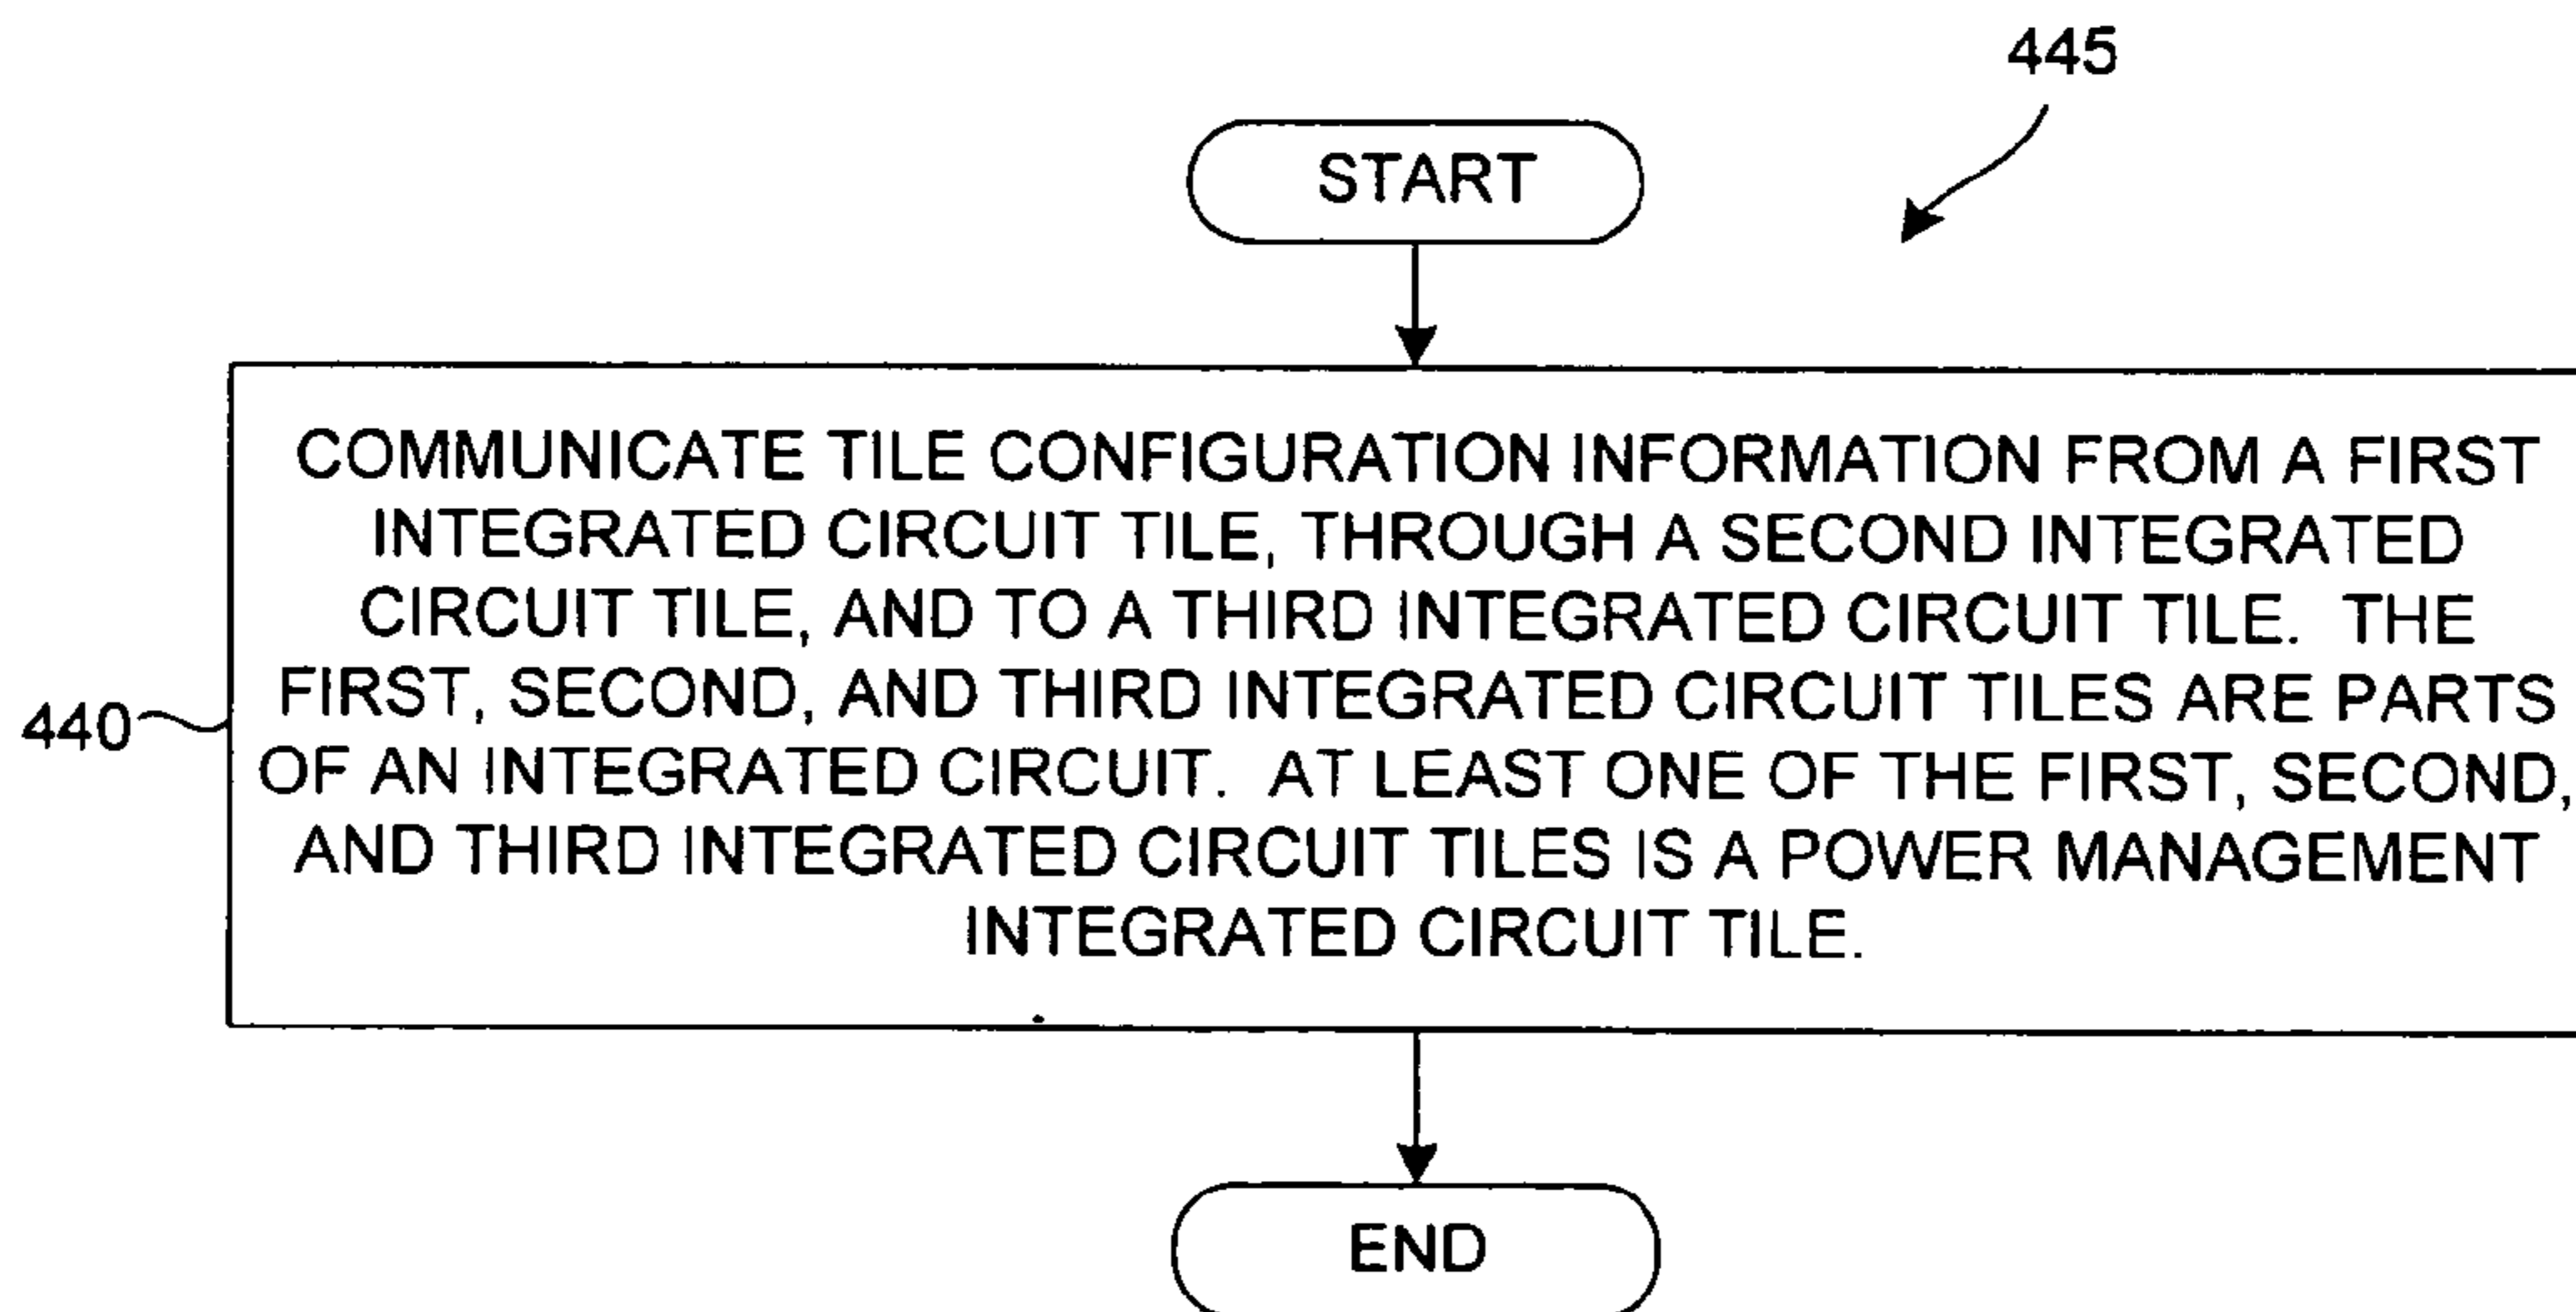 445
START
COMMUNICATE TILE CONFIGURATION INFORMATION FROM A FIRST
INTEGRATED CIRCUIT TILE, THROUGH A SECOND INTEGRATED
CIRCUIT TILE, AND TO A THIRD INTEGRATED CIRCUIT TILE. THE
FIRST, SECOND, AND THIRD INTEGRATED CIRCUIT TILES ARE PARTS
OF AN INTEGRATED CIRCUIT. AT LEAST ONE OF THE FIRST, SECOND,
AND THIRD INTEGRATED CIRCUIT TILES IS A POWER MANAGEMENT
INTEGRATED CIRCUIT TILE.
440
END